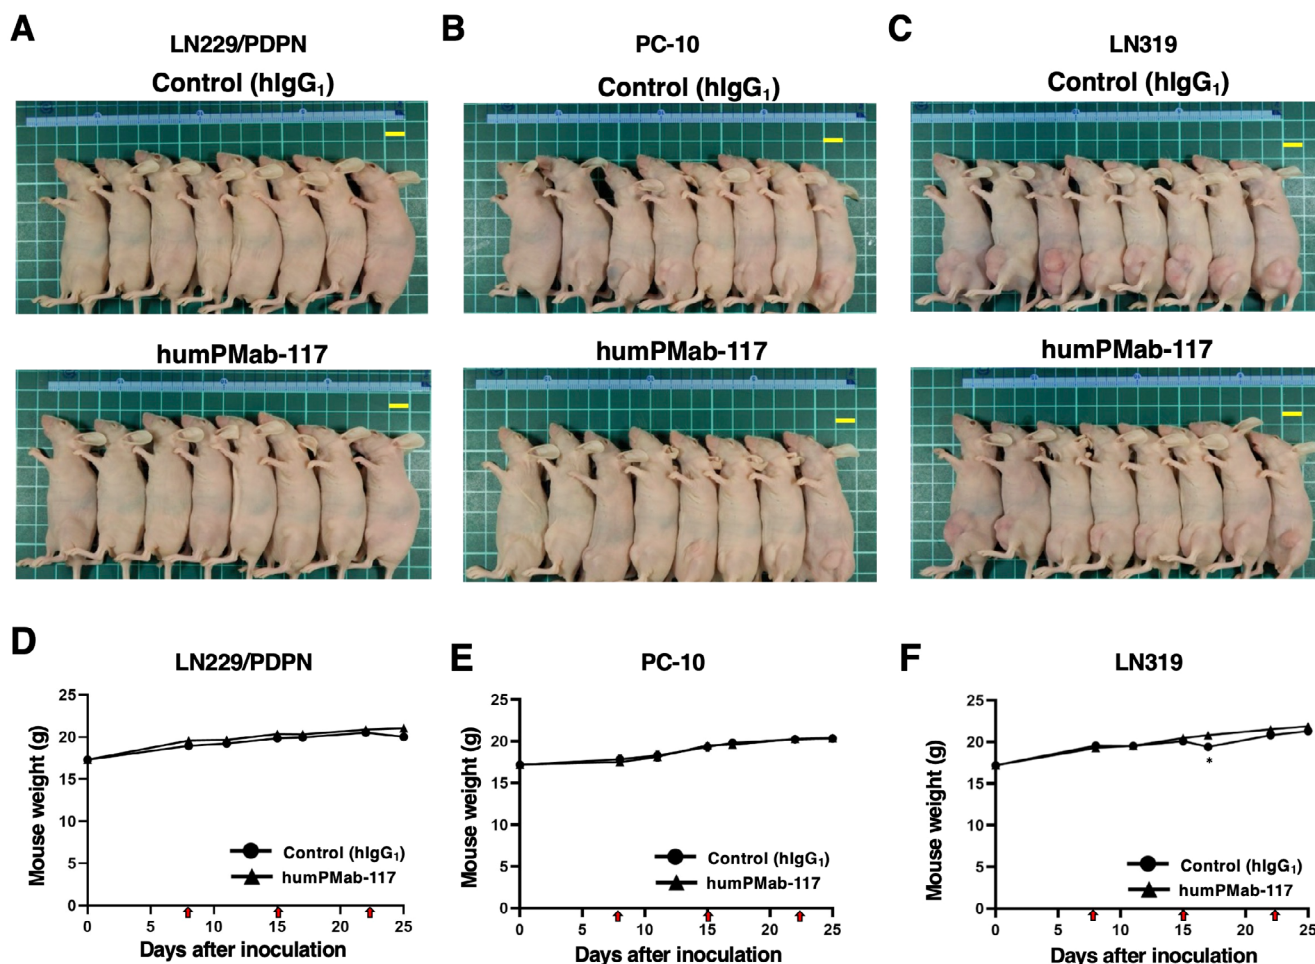 A
LN229/PDPN
Control (hIgG₁)
humPMab-117
B
PC-10
Control (hIgG₁)
humPMab-117
C
LN319
Control (hIgG₁)
humPMab-117
D
LN229/PDPN
Mouse weight (g)
25
20
15
10
5
0
Control (hIgG₁)
humPMab-117
0 5 10 15 20 25
Days after inoculation
E
PC-10
Mouse weight (g)
25
20
15
10
5
0
Control (hIgG₁)
humPMab-117
0 5 10 15 20 25
Days after inoculation
F
LN319
Mouse weight (g)
25
20
15
10
5
0
*
Control (hIgG₁)
humPMab-117
0 5 10 15 20 25
Days after inoculation